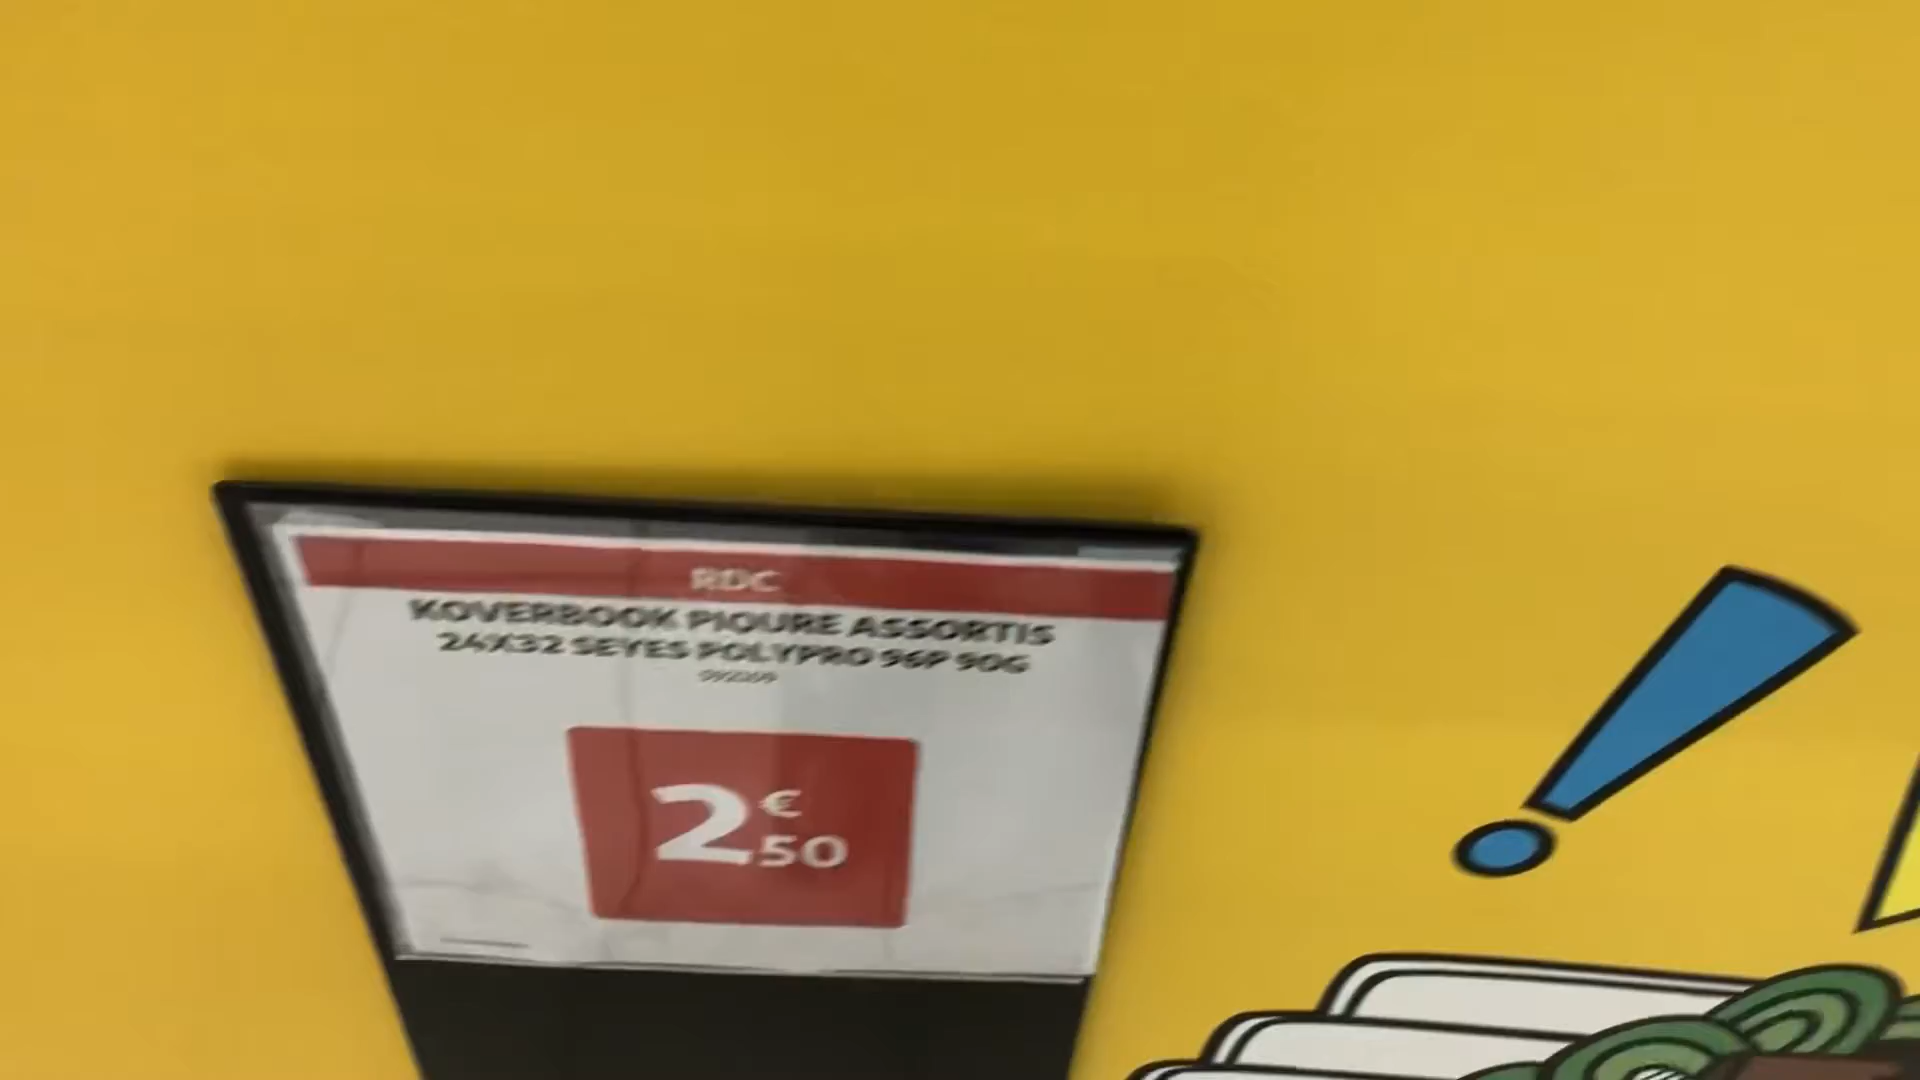 RDC
KOVERBOOK PIQURE ASSORTIS
24X32 SEYES POLYPRO 96P 90G
2€50